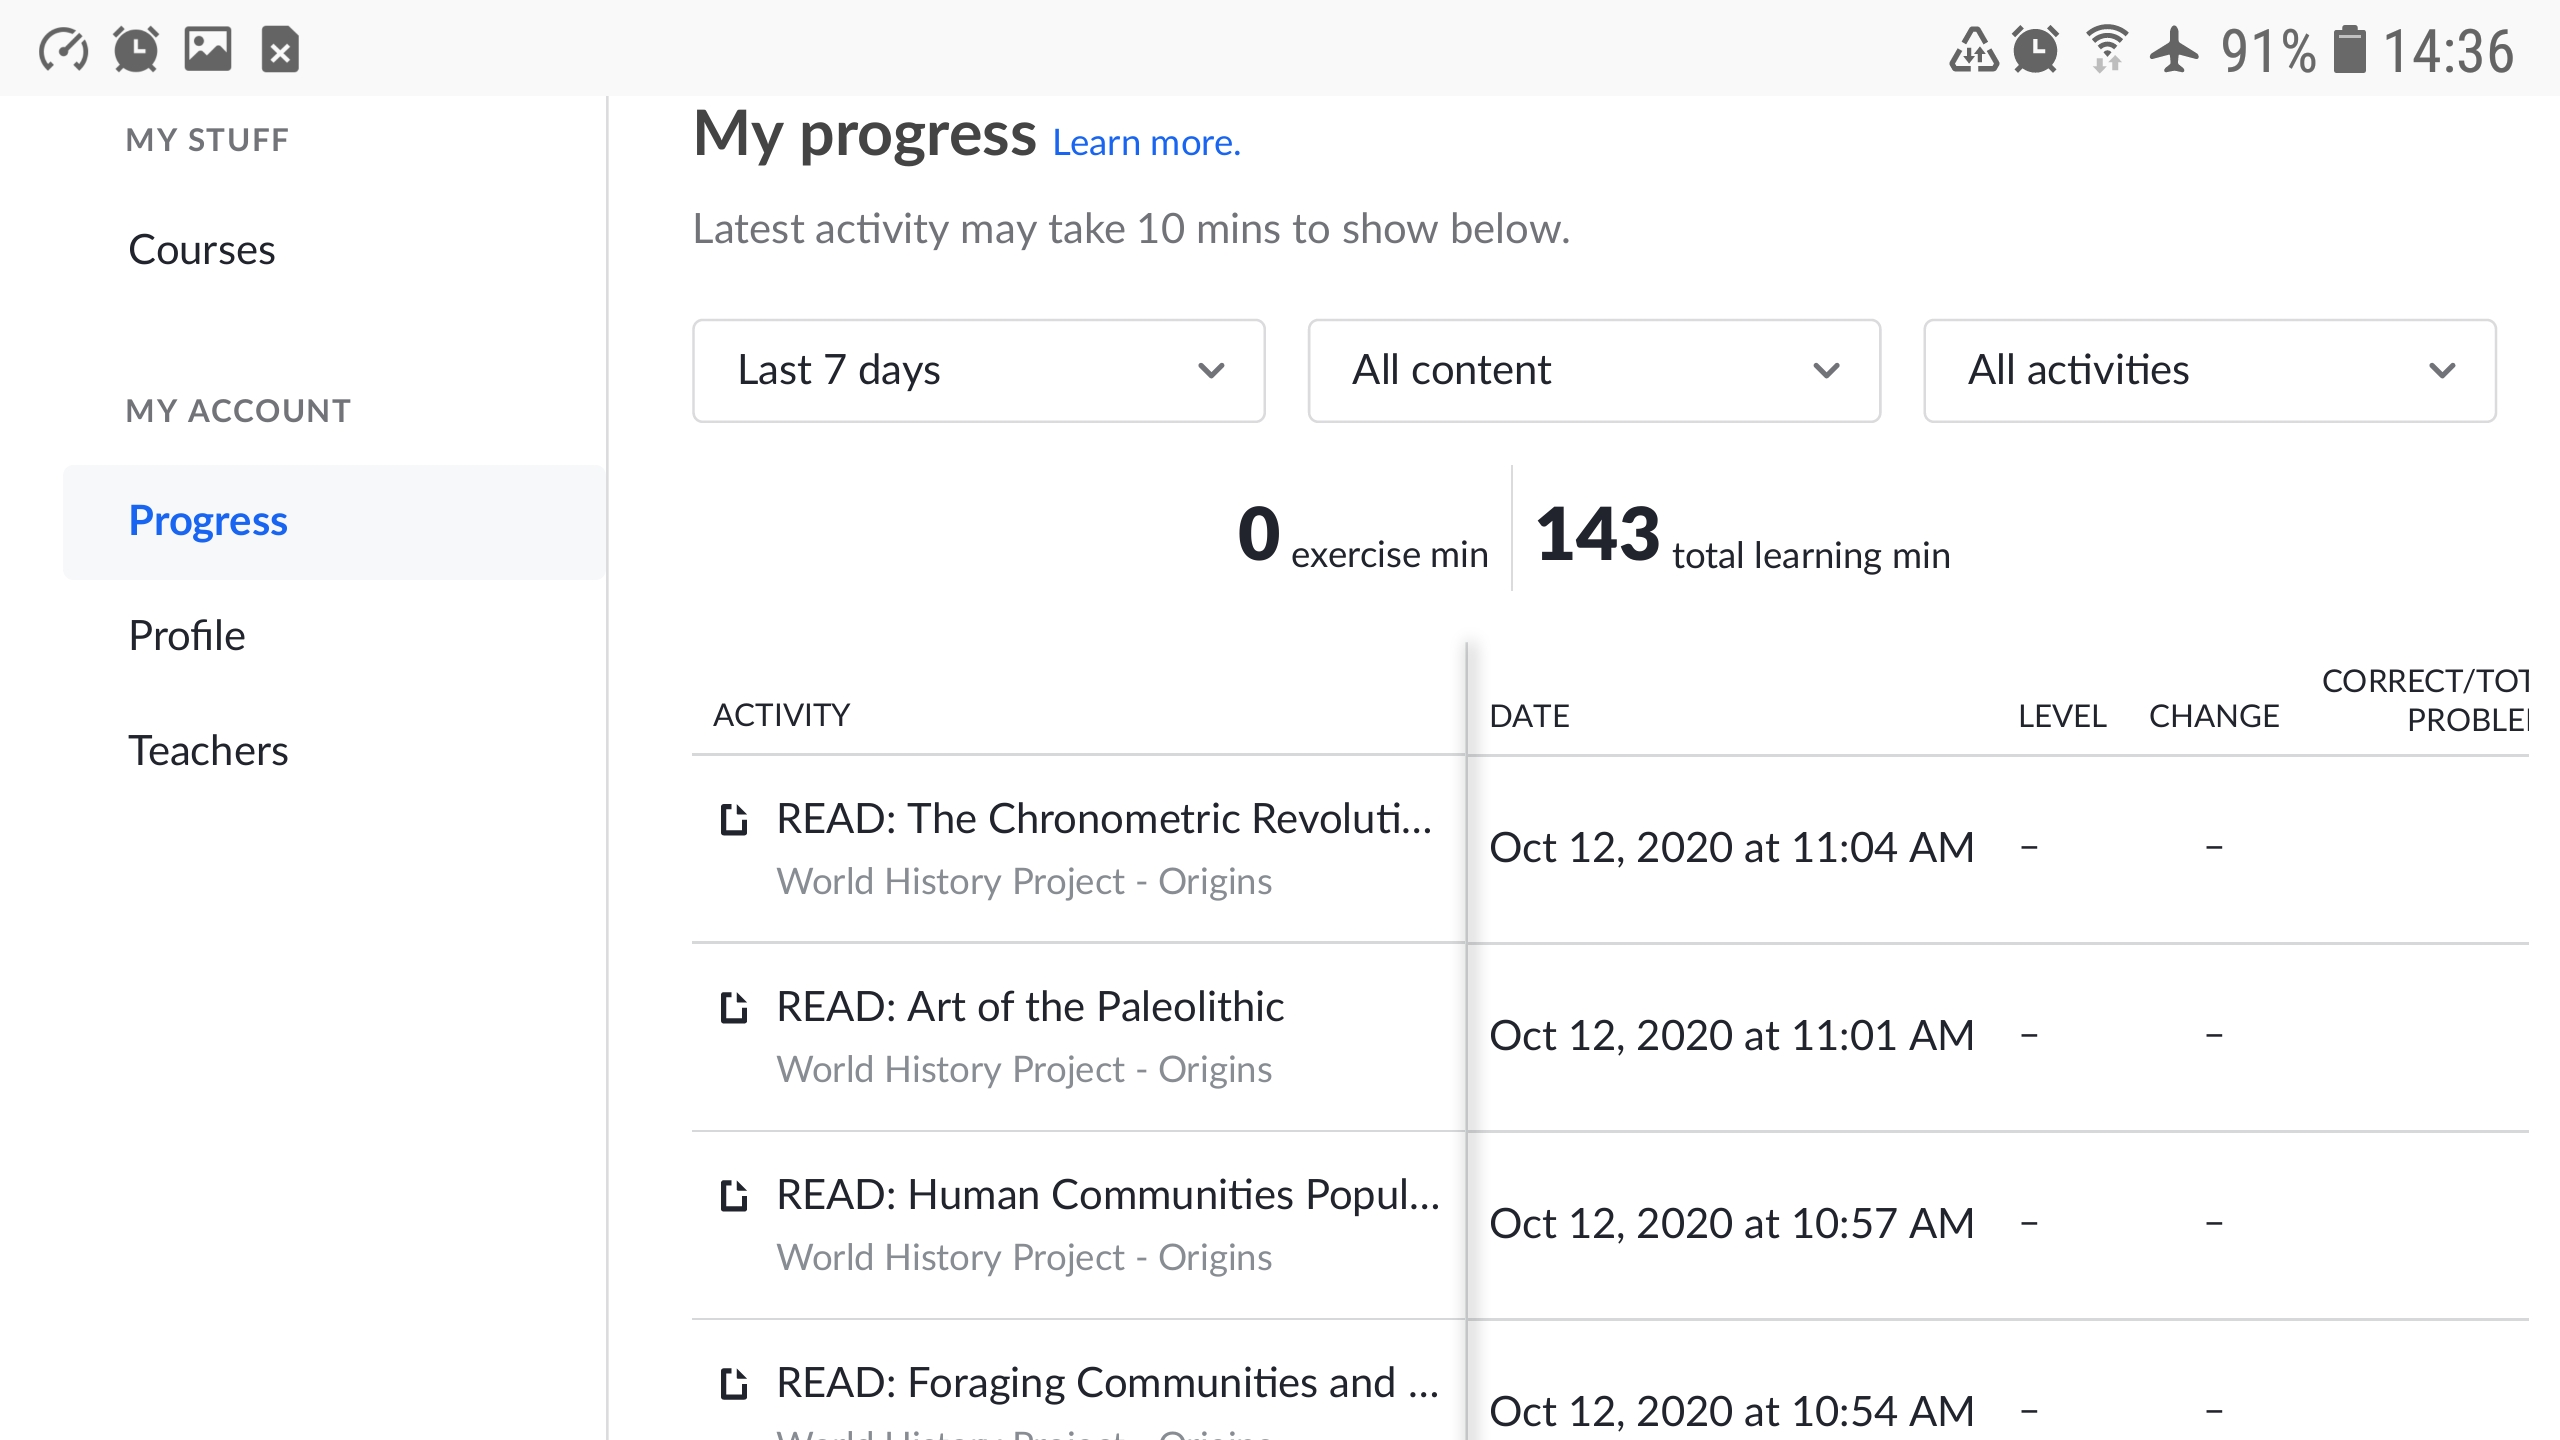 91% 14:36
MY STUFF
Courses
MY ACCOUNT
Progress
Profile
Teachers
My progress Learn more.
Latest activity may take 10 mins to show below.
Last 7 days All content All activities
0 exercise min 143 total learning min
ACTIVITY DATE LEVEL CHANGE CORRECT/TOT
PROBLE
READ: The Chronometric Revoluti...
World History Project - Origins
Oct 12, 2020 at 11:04 AM – –
READ: Art of the Paleolithic
World History Project - Origins
Oct 12, 2020 at 11:01 AM – –
READ: Human Communities Popul...
World History Project - Origins
Oct 12, 2020 at 10:57 AM – –
READ: Foraging Communities and ...
World History Project - Origins
Oct 12, 2020 at 10:54 AM – –